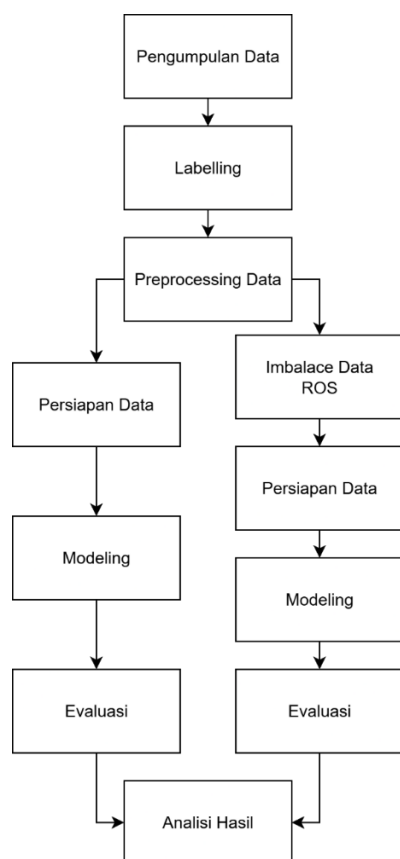 Pengumpulan Data
Labelling
Preprocessing Data
Persiapan Data
Modeling
Evaluasi
Imbalace Data
ROS
Persiapan Data
Modeling
Evaluasi
Analisi Hasil